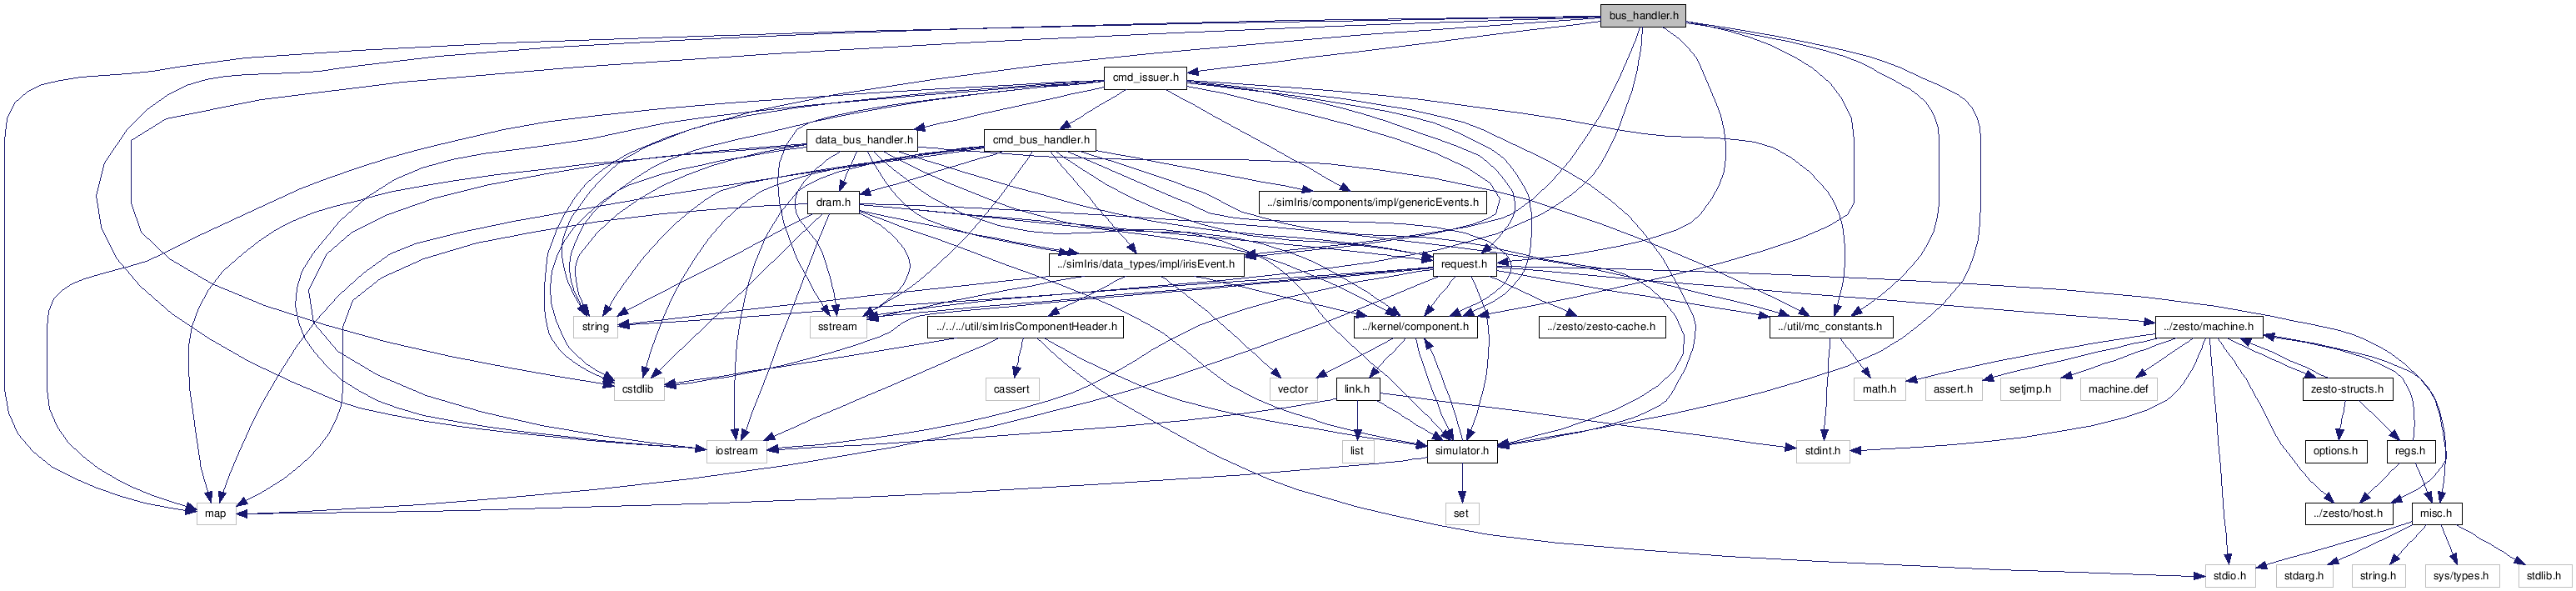 bus_handler.h
cmd_issuer.h
data_bus_handler.h
cmd_bus_handler.h
dram.h
../simIris/components/impl/genericEvents.h
../simIris/data_types/impl/irisEvent.h
request.h
string
sstream
../../../util/simIrisComponentHeader.h
../kernel/component.h
../zesto/zesto-cache.h
../util/mc_constants.h
../zesto/machine.h
cstdlib
cassert
vector
link.h
math.h
assert.h
setjmp.h
machine.def
zesto-structs.h
iostream
list
simulator.h
stdint.h
options.h
regs.h
map
set
../zesto/host.h
misc.h
stdio.h
stdarg.h
string.h
sys/types.h
stdlib.h